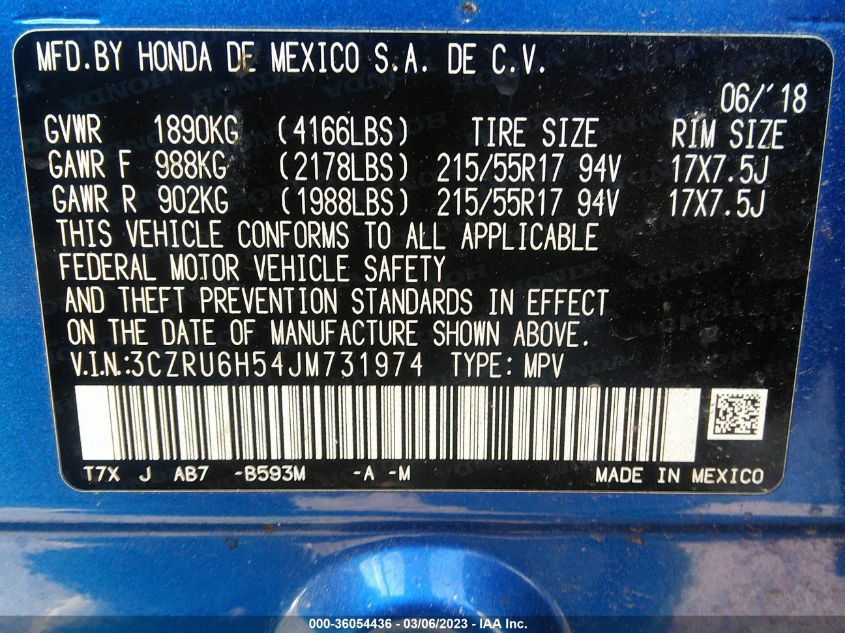 MFD.BY HONDA DE MEXICO S.A. DE C.V.
06/'18
GVWR 1890KG (4166LBS) TIRE SIZE RIM SIZE
GAWR F 988KG (2178LBS) 215/55R17 94V 17X7.5J
GAWR R 902KG (1988LBS) 215/55R17 94V 17X7.5J
THIS VEHICLE CONFORMS TO ALL APPLICABLE
FEDERAL MOTOR VEHICLE SAFETY
AND THEFT PREVENTION STANDARDS IN EFFECT
ON THE DATE OF MANUFACTURE SHOWN ABOVE.
V.I.N.:3CZRU6H54JM731974 TYPE: MPV
T7X J AB7 -B593M -A -M MADE IN MEXICO
000-36054436 - 03/06/2023 - IAA Inc.